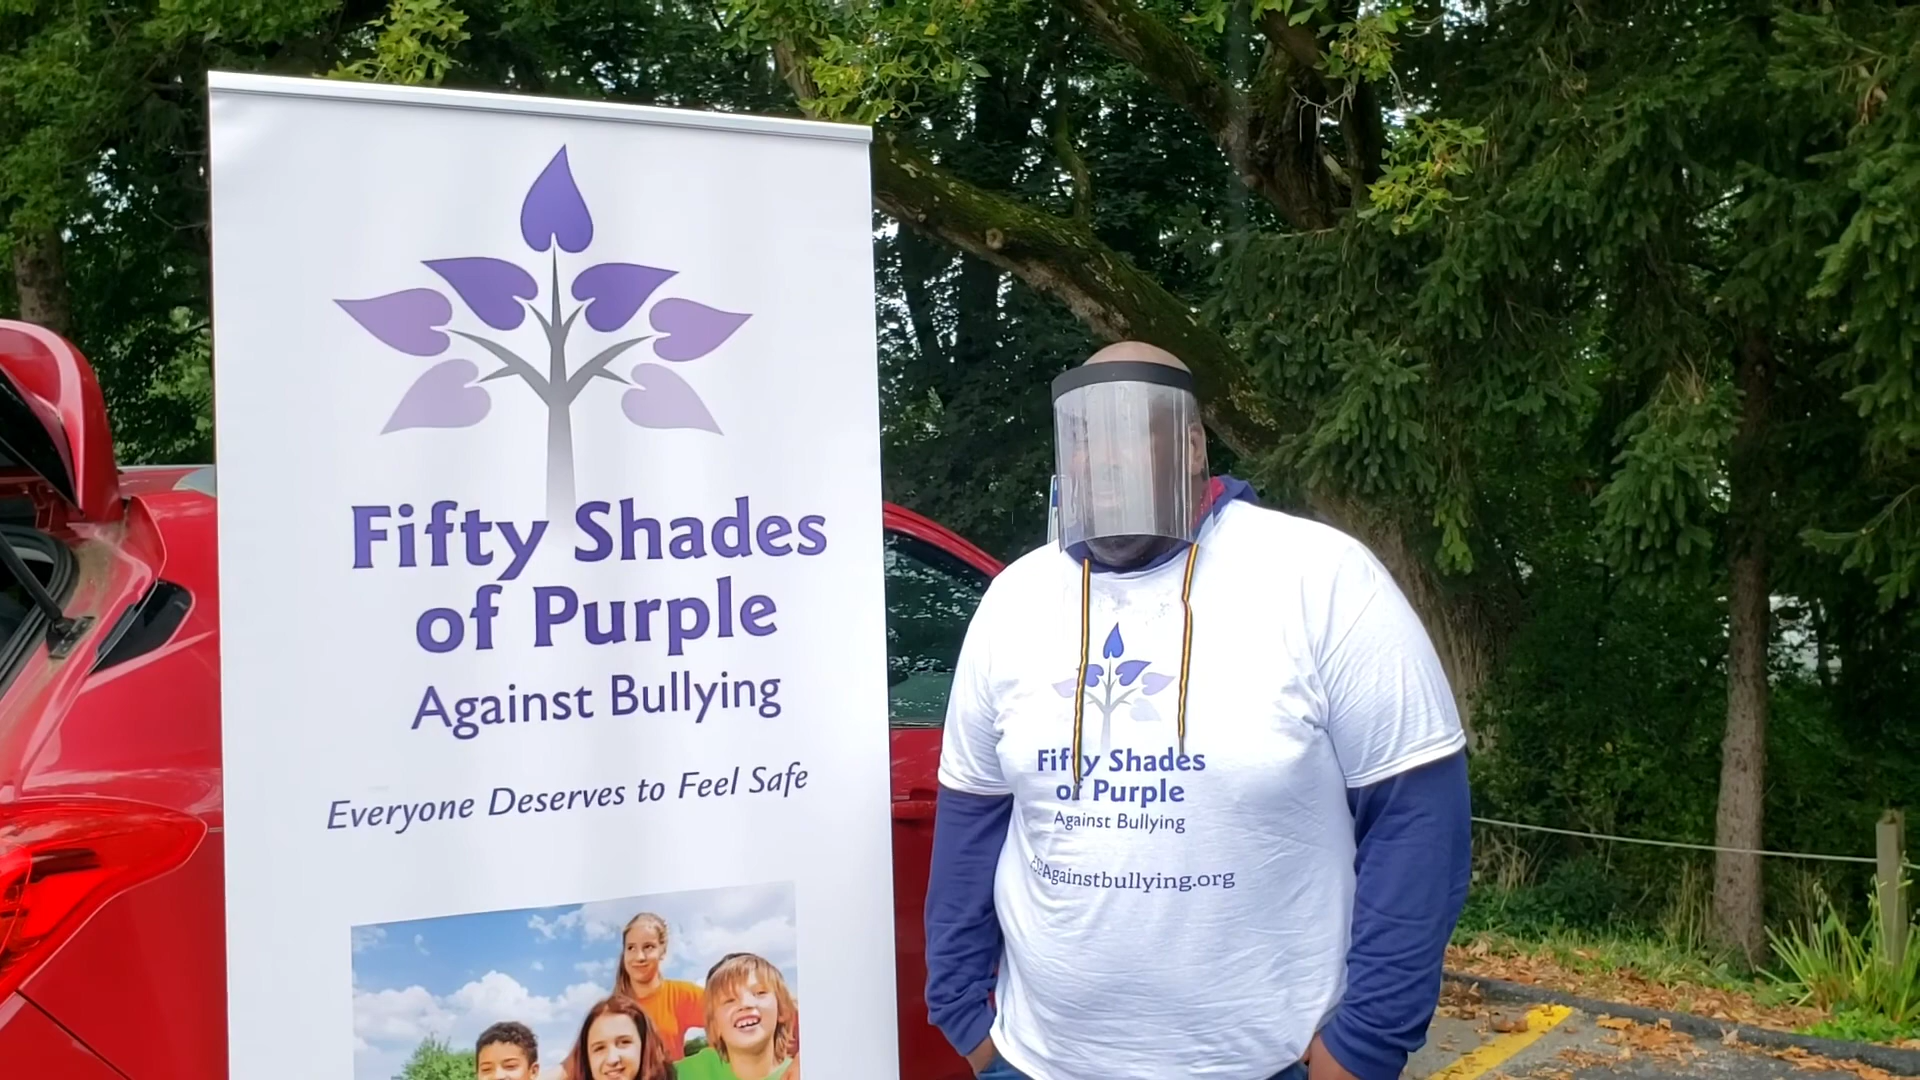 Fifty Shades
of Purple
Against Bullying
Everyone Deserves to Feel Safe
Fifty Shades
of Purple
Against Bullying
Againstbullying.org